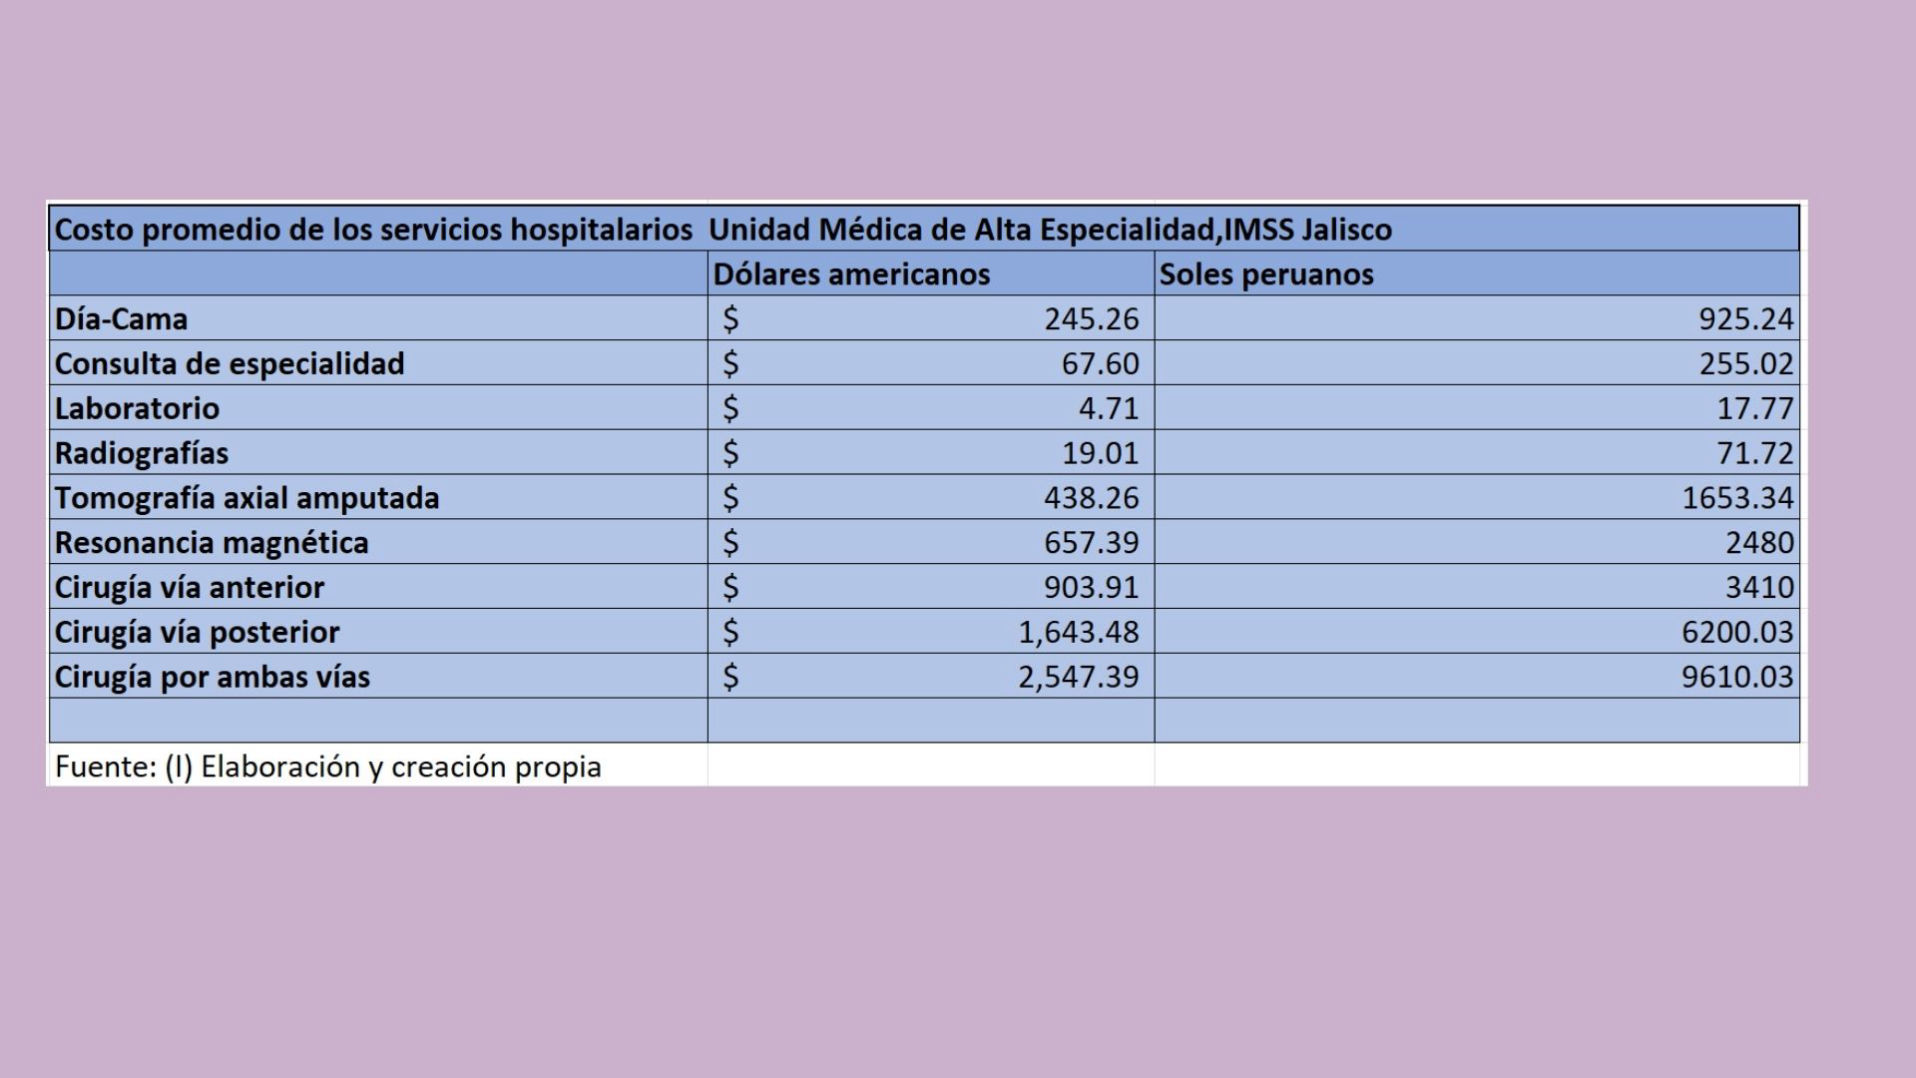 Costo promedio de los servicios hospitalarios Unidad Médica de Alta Especialidad,IMSS Jalisco
Dólares americanos Soles peruanos
Día-Cama $ 245.26 925.24
Consulta de especialidad $ 67.60 255.02
Laboratorio $ 4.71 17.77
Radiografías $ 19.01 71.72
Tomografía axial amputada $ 438.26 1653.34
Resonancia magnética $ 657.39 2480
Cirugía vía anterior $ 903.91 3410
Cirugía vía posterior $ 1,643.48 6200.03
Cirugía por ambas vías $ 2,547.39 9610.03
Fuente: (I) Elaboración y creación propia